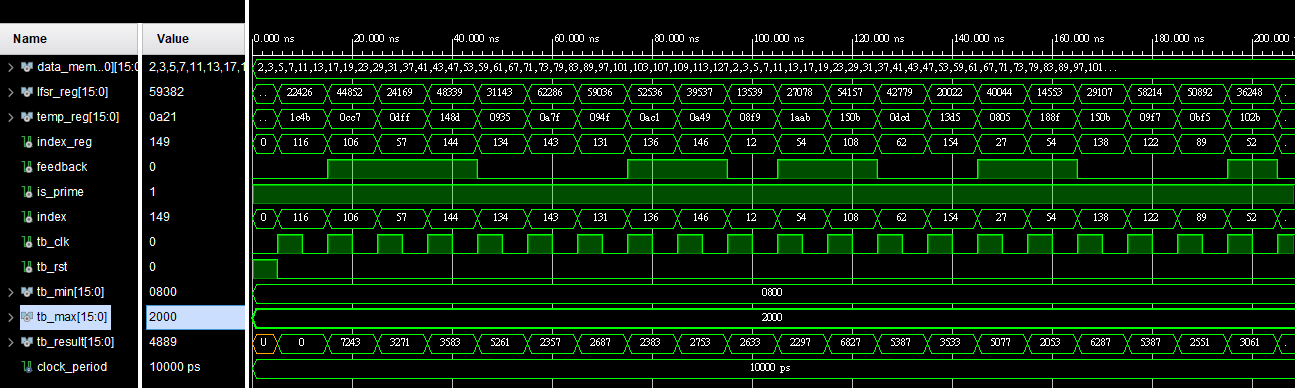 Name Value 0.000 ns 20.000 ns 40.000 ns 60.000 ns 80.000 ns 100.000 ns 120.000 ns 140.000 ns 160.000 ns 180.000 ns 200.00
data_mem...0][15:0 2,3,5,7,11,13,17,1 2,3,5,7,11,13,17,19,23,29,31,37,41,43,47,53,59,61,67,71,73,79,83,89,97,101,103,107,109,113,127,2,3,5,7,11,13,17,19,23,29,31,37,41,43,47,53,59,61,67,71,73,79,83,89,97,101...
lfsr_reg[15:0] 59382 .. 22426 44852 24169 48339 31143 62286 59036 52536 39537 13539 27078 54157 42779 20022 40044 14553 29107 58214 50892 36248 .
temp_reg[15:0] 0a21 .. 1c4b 0cc7 0dff 148d 0935 0a7f 094f 0ac1 0a49 08f9 1aab 150b 0dcd 13d5 0805 188f 150b 09f7 0bf5 102b .
index_reg 149 0 116 106 57 144 134 143 131 136 146 12 54 108 62 154 27 54 138 122 89 52 .
feedback 0
is_prime 1
index 149 0 116 106 57 144 134 143 131 136 146 12 54 108 62 154 27 54 138 122 89 52 .
tb_clk 0
tb_rst 0
tb_min[15:0] 0800 0800
tb_max[15:0] 2000 2000
tb_result[15:0] 4889 U 0 7243 3271 3583 5261 2357 2687 2383 2753 2633 2297 6827 5387 3533 5077 2053 6287 5387 2551 3061 .
clock_period 10000 ps 10000 ps